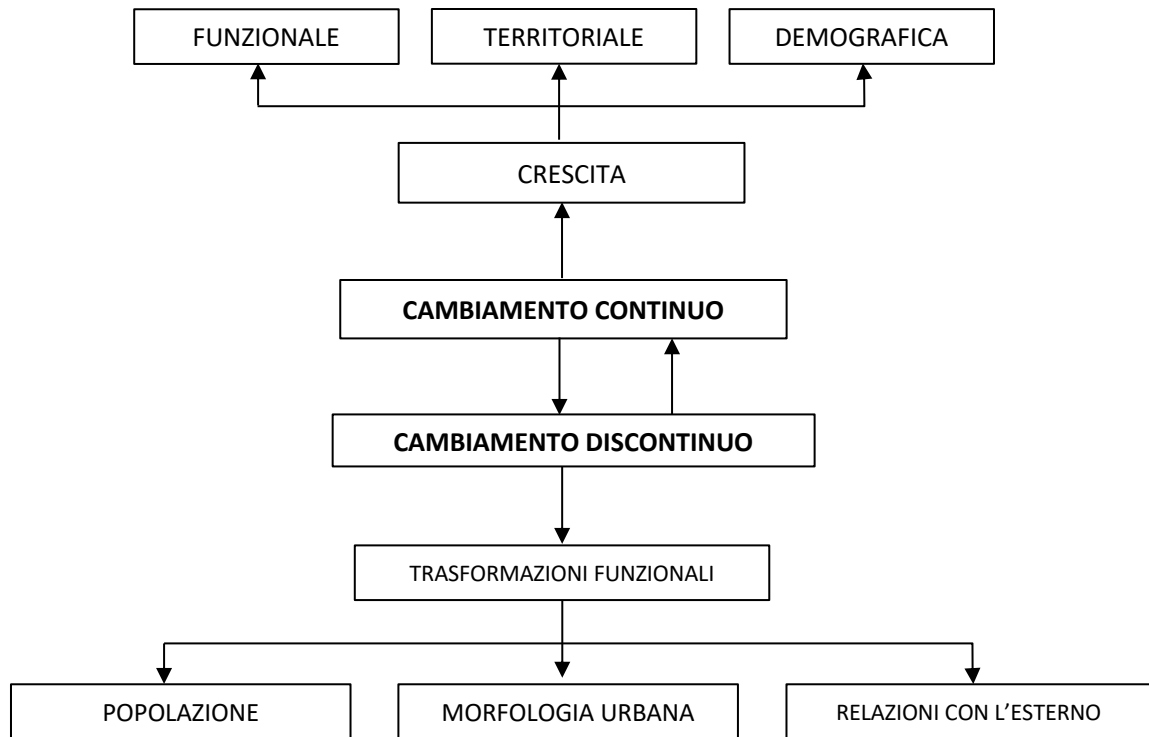 FUNZIONALE
TERRITORIALE
DEMOGRAFICA
CRESCITA
CAMBIAMENTO CONTINUO
CAMBIAMENTO DISCONTINUO
TRASFORMAZIONI FUNZIONALI
POPOLAZIONE
MORFOLOGIA URBANA
RELAZIONI CON L’ESTERNO